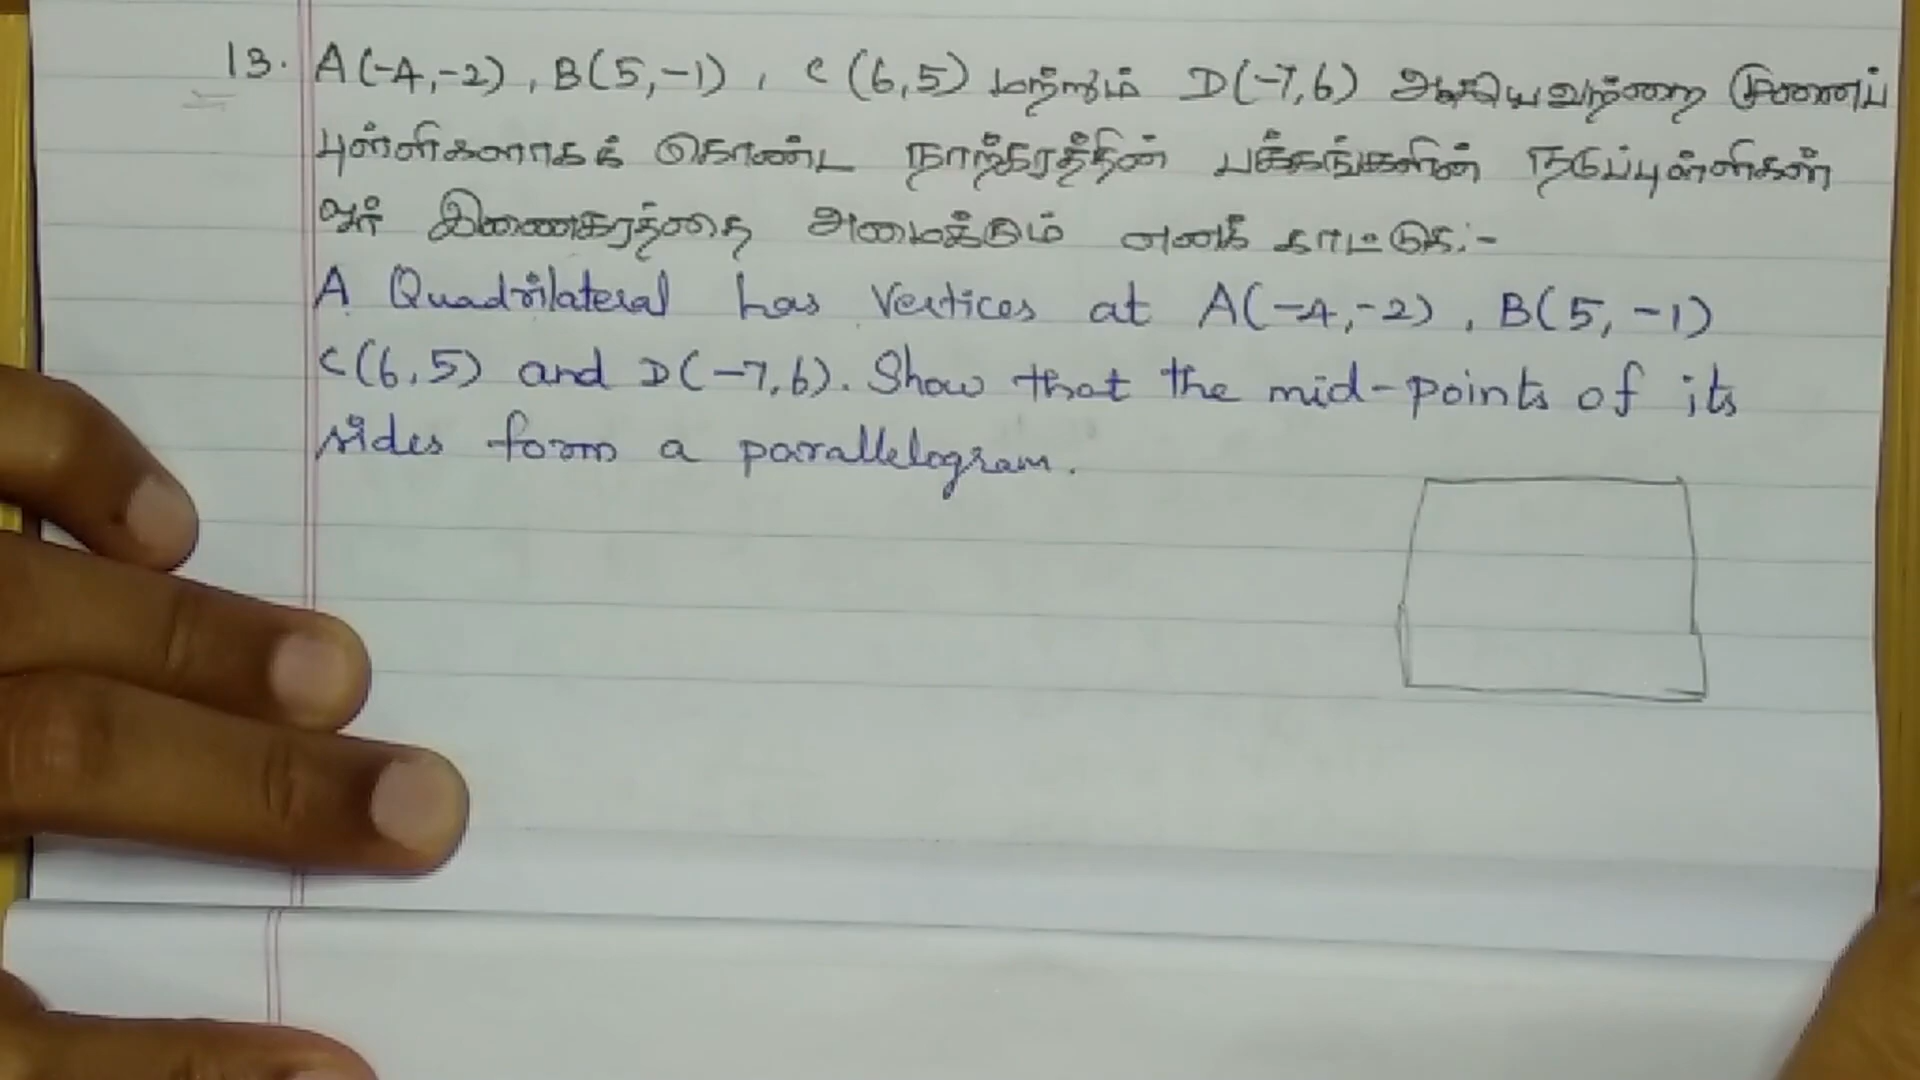 13. A(-4,-2), B(5,-1), C(6,5) மற்றும் D(-7,6) ஆகியவற்றை முனைப்
புள்ளிகளாகக் கொண்ட நாற்கரத்தின் பக்கங்களின் நடுப்புள்ளிகள்
ஓர் இணைகரத்தை அமைக்கும் எனக் காட்டுக:-
A Quadrilateral has vertices at A(-4,-2), B(5,-1)
C(6,5) and D(-7,6). Show that the mid-points of its
sides form a parallelogram.